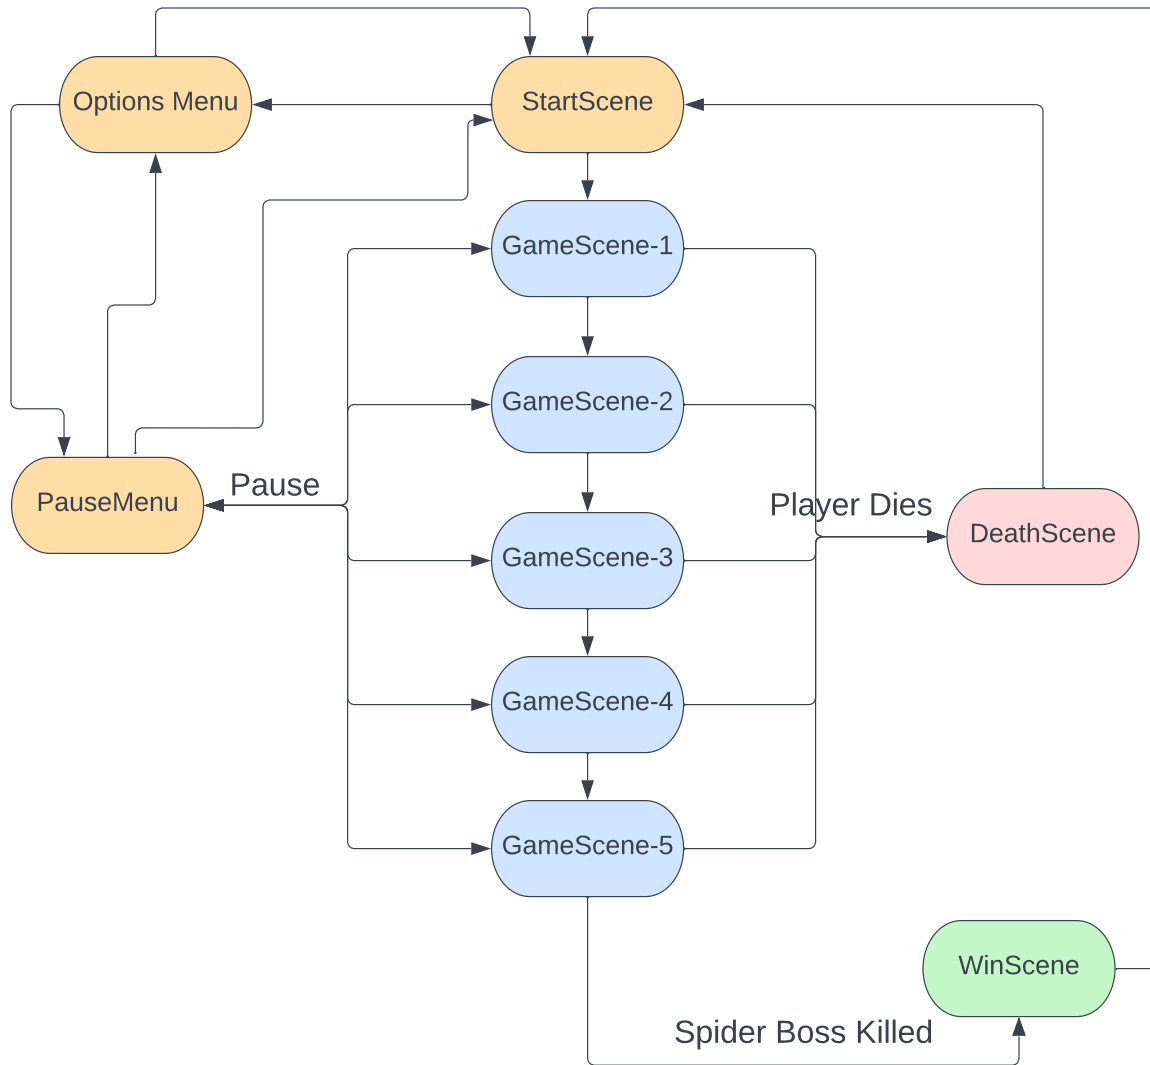 Options Menu
StartScene
GameScene-1
GameScene-2
PauseMenu
Pause
Player Dies
DeathScene
GameScene-3
GameScene-4
GameScene-5
WinScene
Spider Boss Killed